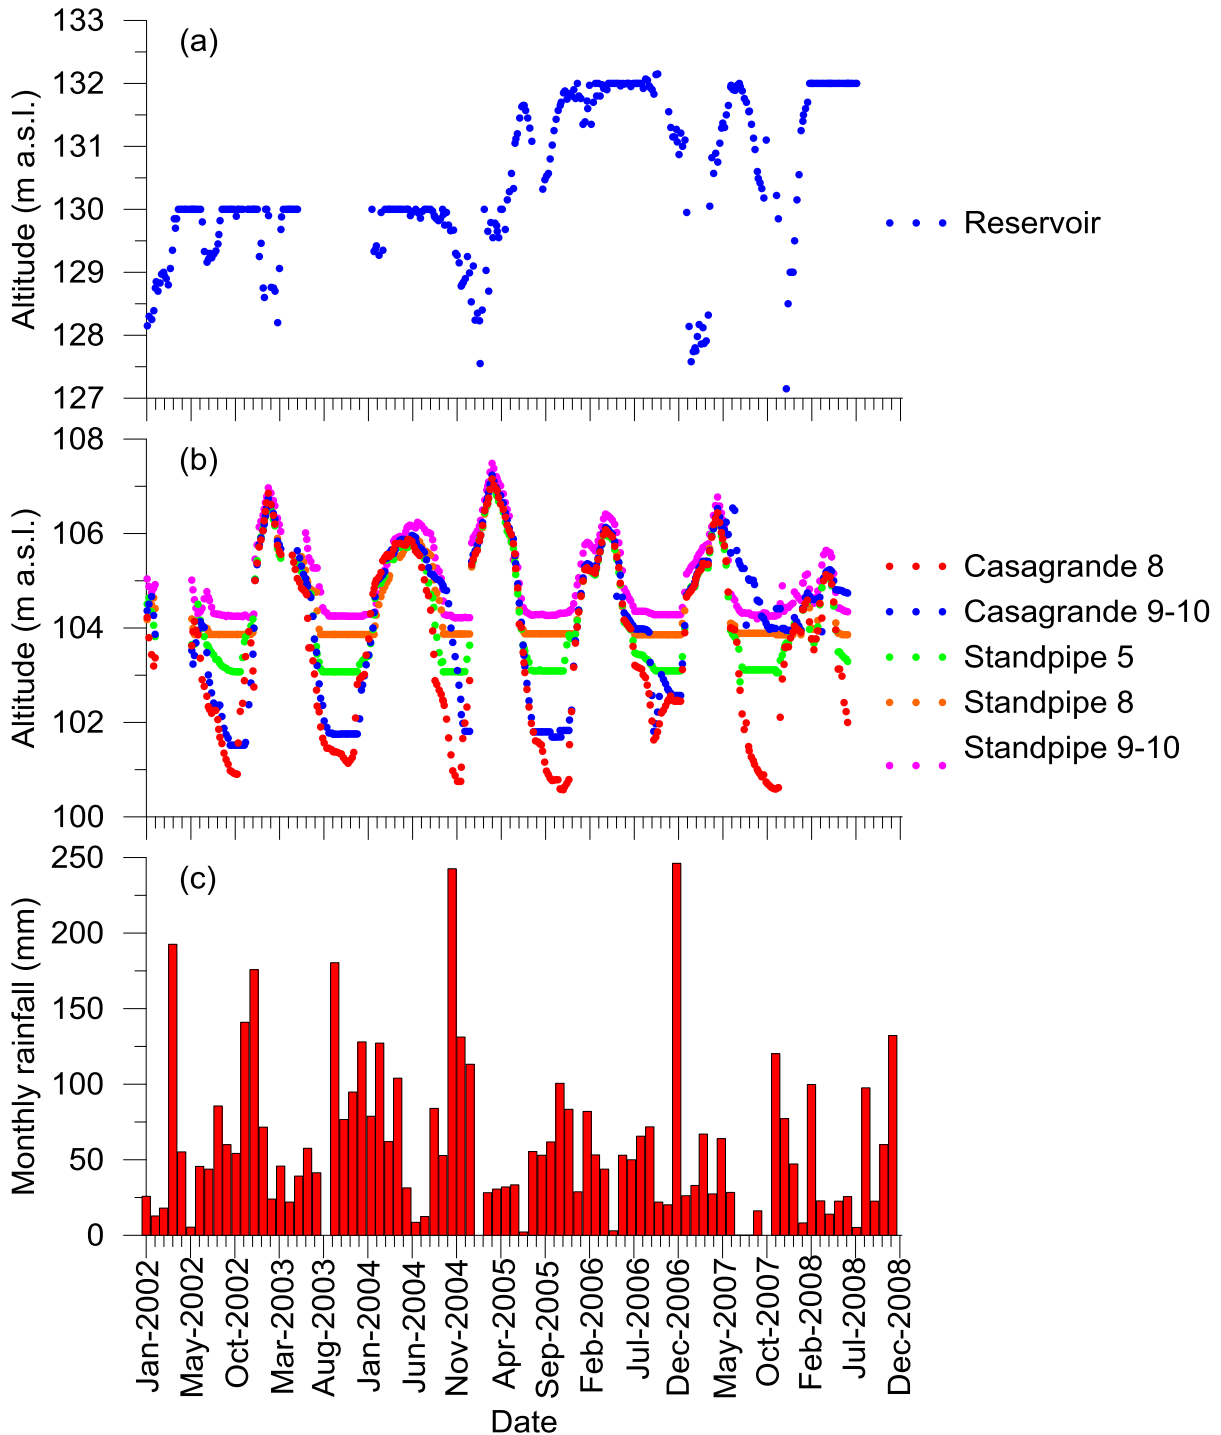 133
(a)
132
131
130
129
128
127
Altitude (m a.s.l.)
Reservoir
108
(b)
106
104
102
100
Altitude (m a.s.l.)
Casagrande 8
Casagrande 9-10
Standpipe 5
Standpipe 8
Standpipe 9-10
250
(c)
200
150
100
50
0
Monthly rainfall (mm)
Jan-2002
May-2002
Oct-2002
Mar-2003
Aug-2003
Jan-2004
Jun-2004
Nov-2004
Apr-2005
Sep-2005
Feb-2006
Jul-2006
Dec-2006
May-2007
Oct-2007
Feb-2008
Jul-2008
Dec-2008
Date